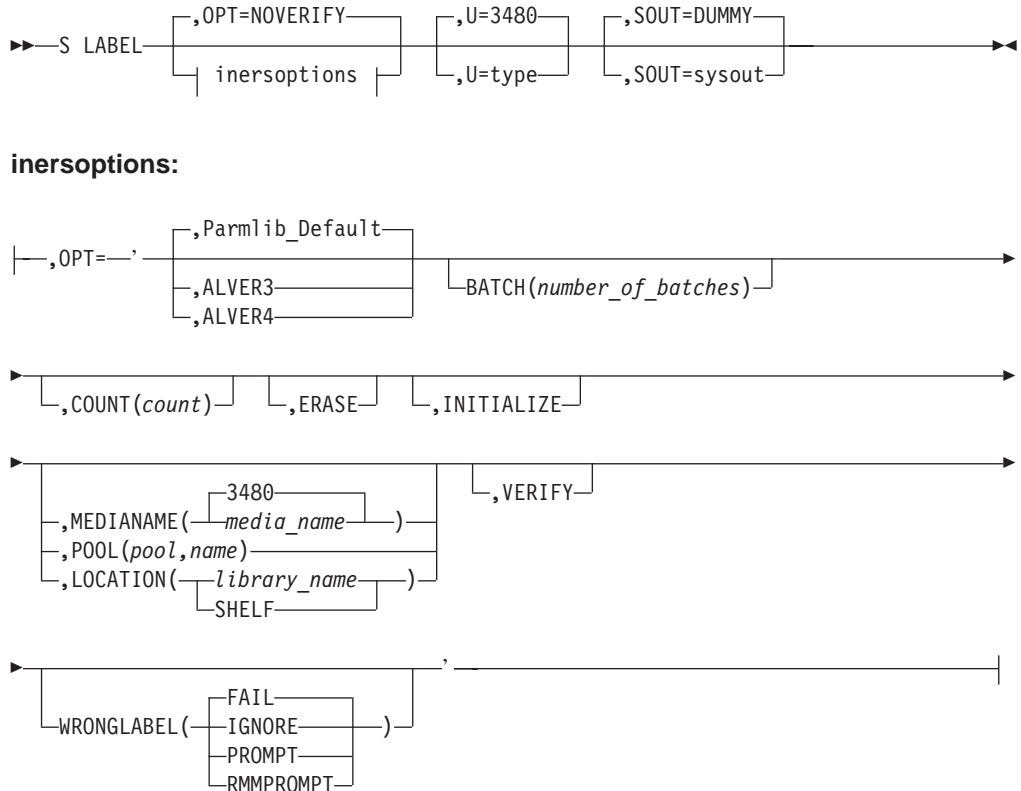 ,OPT=NOVERIFY ,U=3480 ,SOUT=DUMMY
S LABEL
inersoptions ,U=type ,SOUT=sysout
inersoptions:
,Parmlib_Default
,OPT= '
,ALVER3 BATCH(number_of_batches)
,ALVER4
,COUNT(count) ,ERASE ,INITIALIZE
3480 ,VERIFY
,MEDIANAME( media_name )
,POOL(pool,name)
,LOCATION( library_name )
SHELF
'
FAIL
WRONGLABEL( IGNORE )
PROMPT
RMMPROMPT